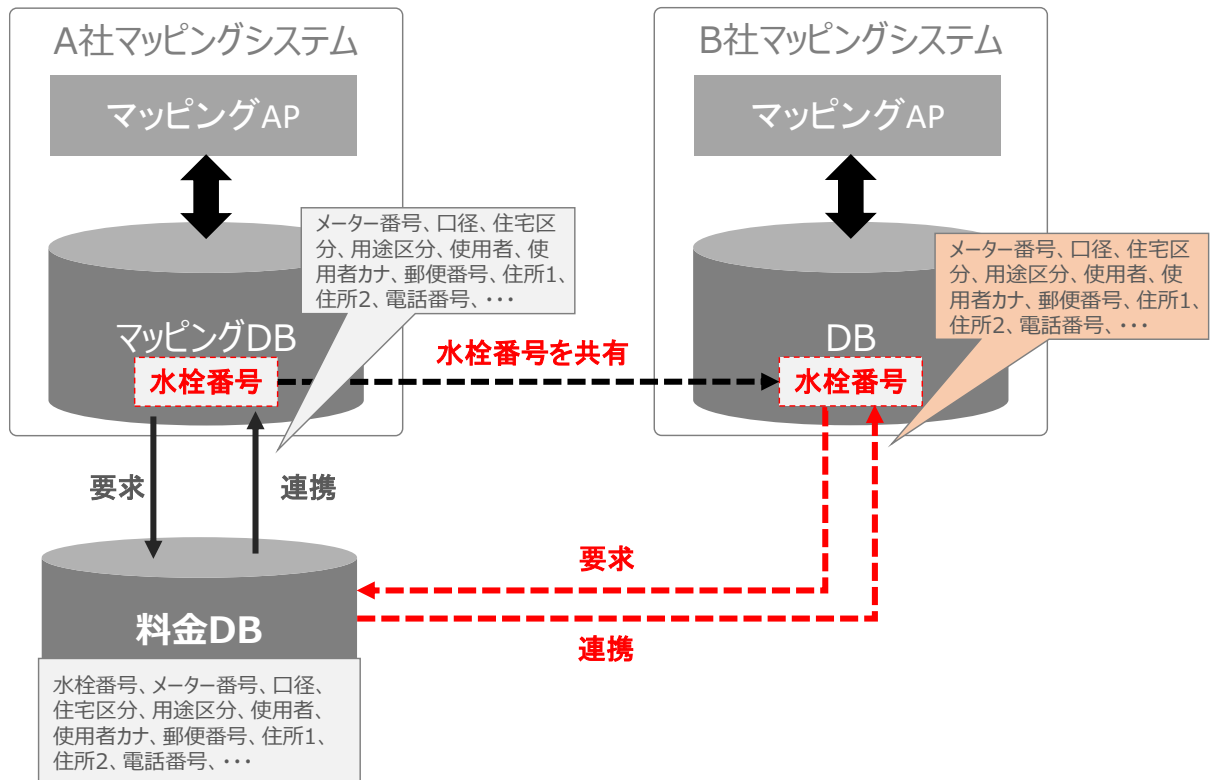 A社マッピングシステム
マッピングAP
メーター番号、口径、住宅区
分、用途区分、使用者、使
用者カナ、郵便番号、住所1、
住所2、電話番号、・・・
マッピングDB
水栓番号
水栓番号を共有
B社マッピングシステム
マッピングAP
メーター番号、口径、住宅区
分、用途区分、使用者、使
用者カナ、郵便番号、住所1、
住所2、電話番号、・・・
DB
水栓番号
要求
連携
要求
連携
料金DB
水栓番号、メーター番号、口径、
住宅区分、用途区分、使用者、
使用者カナ、郵便番号、住所1、
住所2、電話番号、・・・